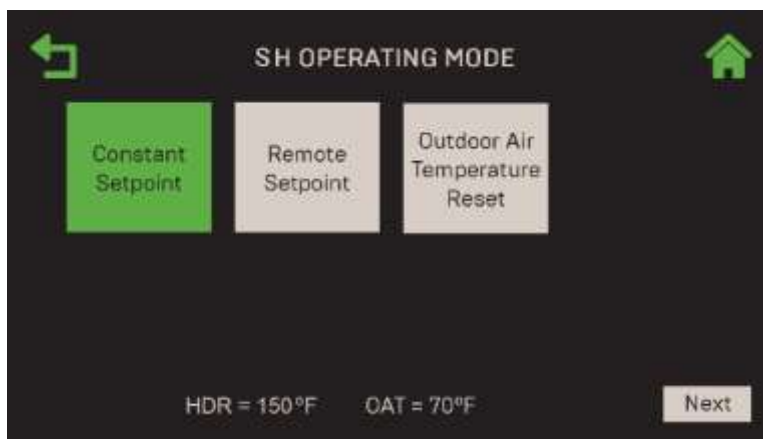 SH OPERATING MODE
Constant
Setpoint
Remote
Setpoint
Outdoor Air
Temperature
Reset
HDR = 150°F OAT = 70°F
Next